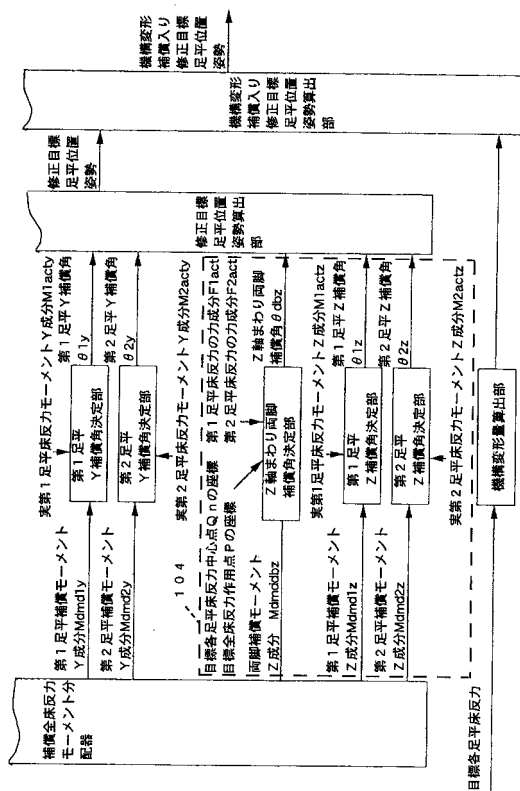 補償全床反力
モーメント分
配器
第1足平補償モーメント
Y成分Mdmd1y
第2足平補償モーメント
Y成分Mdmd2y
実第1足平床反力モーメントY成分M1acty
第1足平
Y補償角決定部
第1足平Y補償角
θ1y
第2足平
Y補償角決定部
第2足平Y補償角
θ2y
実第2足平床反力モーメントY成分M2acty
104
目標各足平床反力中心点Qnの座標
目標全床反力作用点Pの座標
第1足平床反力の力成分F1act
第2足平床反力の力成分F2act
両脚補償モーメント
Z成分 Mdmddbz
Z軸まわり両脚
補償角決定部
Z軸まわり両脚
補償角θdbz
実第1足平床反力モーメントZ成分M1actz
第1足平補償モーメント
Z成分Mdmd1z
第1足平
Z補償角決定部
第1足平Z補償角
θ1z
第2足平補償モーメント
Z成分Mdmd2z
第2足平
Z補償角決定部
第2足平Z補償角
θ2z
実第2足平床反力モーメントZ成分M2actz
目標各足平床反力
機構変形量算出部
修正目標
足平位置
姿勢算出
部
修正目標
足平位置
姿勢
機構変形
補償入り
修正目標
足平位置
姿勢算出
部
機構変形
補償入り
修正目標
足平位置
姿勢